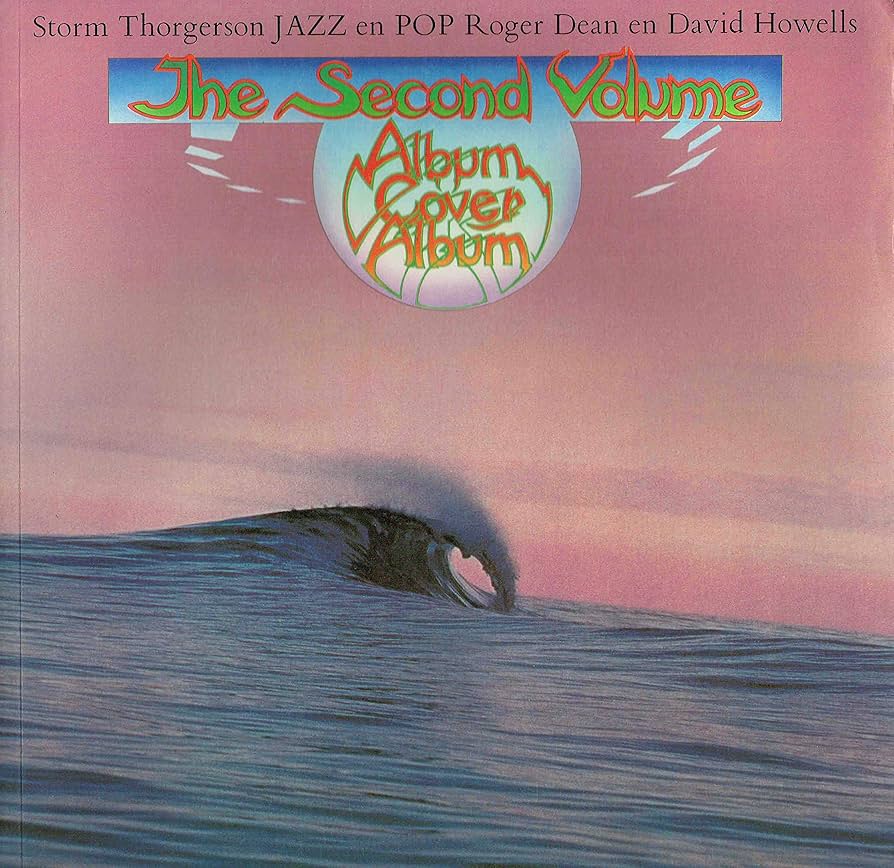 Storm Thorgerson JAZZ en POP Roger Dean en David Howells
The Second Volume
Album
Cover
Album